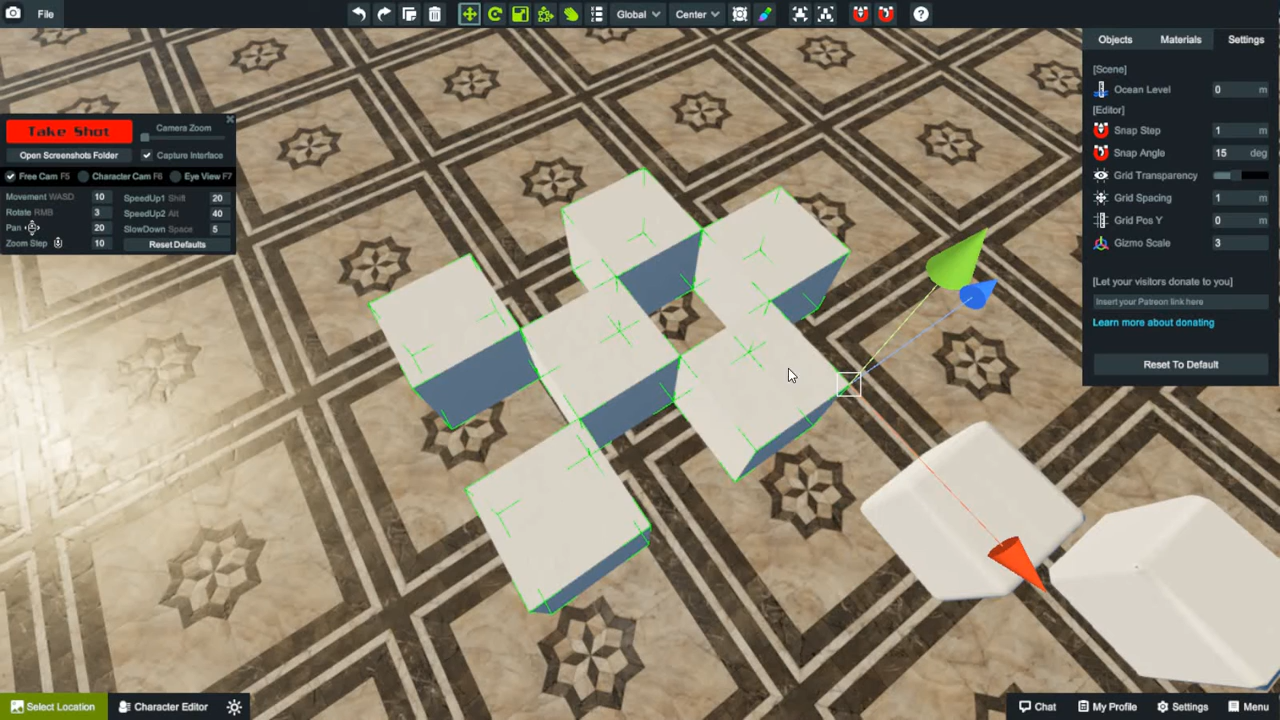 File
Global
Center
?
Objects Materials Settings
[Scene]
Ocean Level 0 m
[Editor]
Snap Step 1 m
Snap Angle 15 deg
Grid Transparency
Grid Spacing 1 m
Grid Pos Y 0 m
Gizmo Scale 3
[Let your visitors donate to you]
Insert your Patreon link here
Learn more about donating
Reset To Default
Take Shot
Camera Zoom
Open Screenshots Folder
Capture Interface
Free Cam F5 Character Cam F6 Eye View F7
Movement WASD 10 SpeedUp1 Shift 20
Rotate RMB 3 SpeedUp2 Alt 40
Pan 20 SlowDown Space 5
Zoom Step 10 Reset Defaults
Select Location Character Editor
Chat My Profile Settings Menu